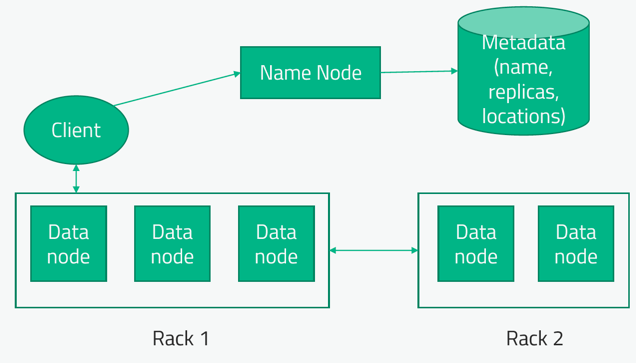 Metadata
(name,
replicas,
locations)
Name Node
Client
Data
node
Data
node
Data
node
Data
node
Data
node
Rack 1
Rack 2